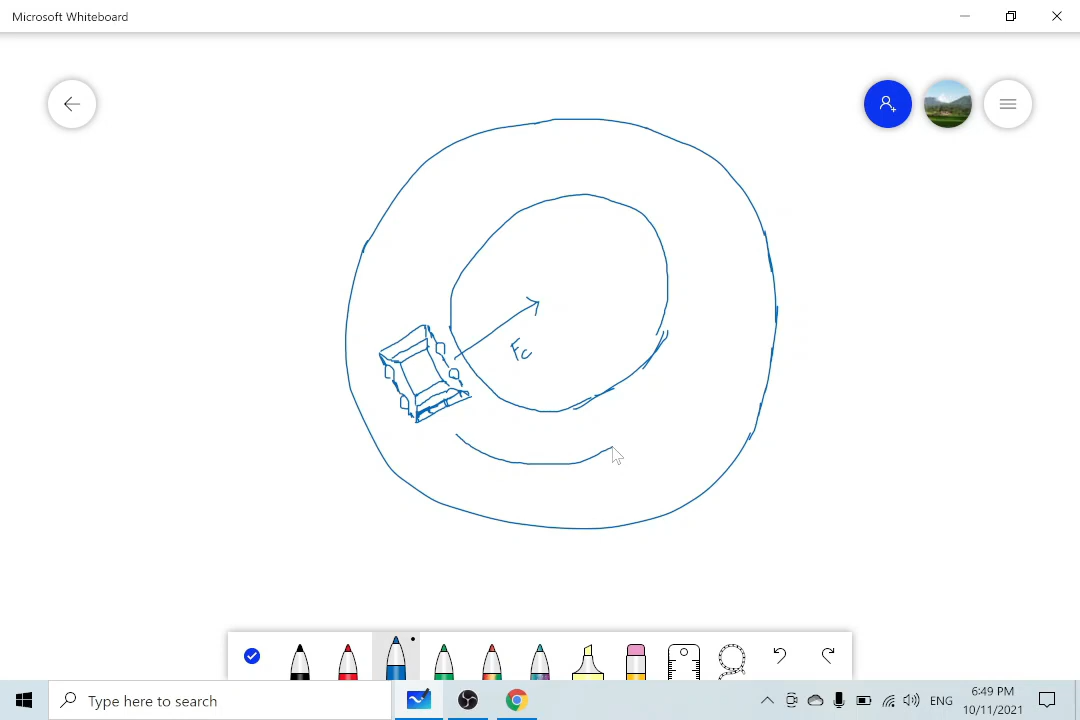 Microsoft Whiteboard
Fc
Type here to search
ENG
6:49 PM
10/11/2021